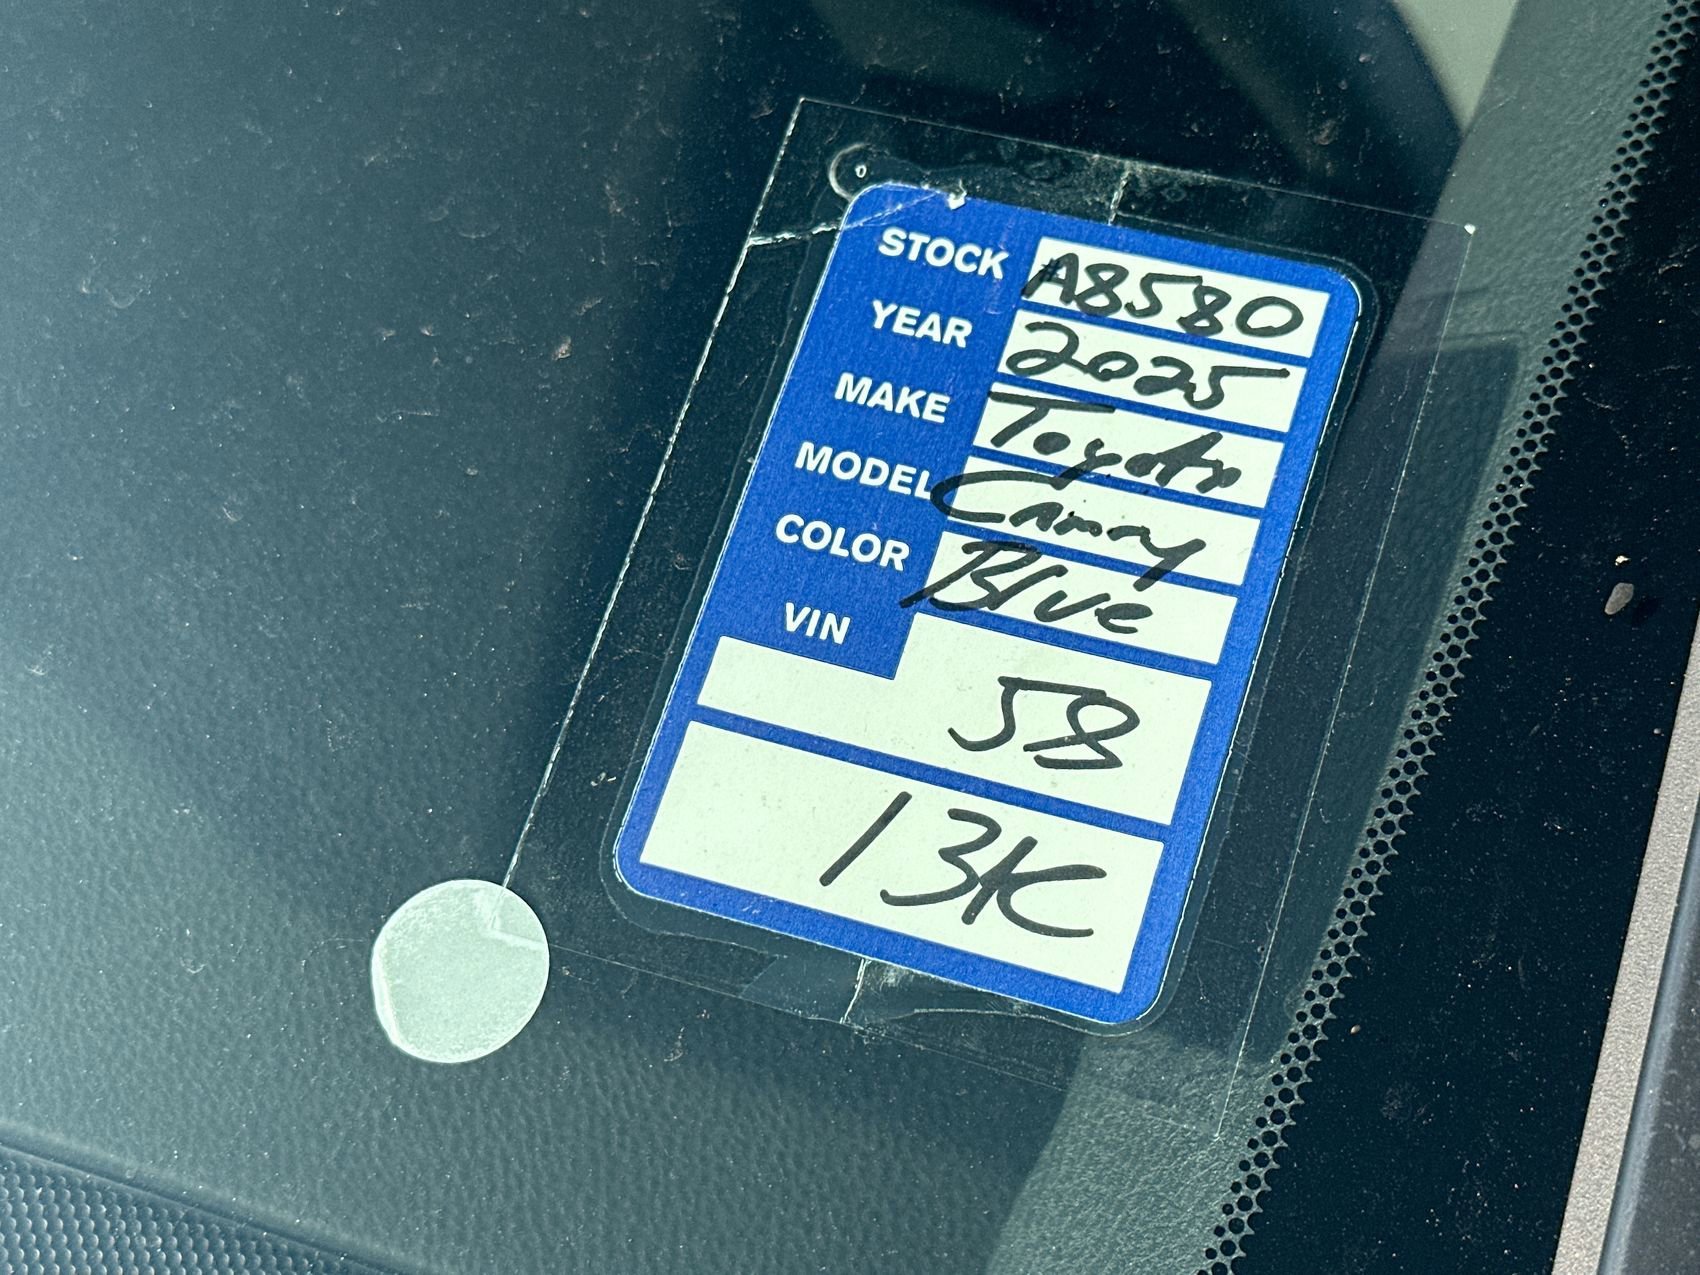 STOCK #A8580
YEAR 2025
MAKE Toyota
MODEL Camry
COLOR Blue
VIN
58
13K